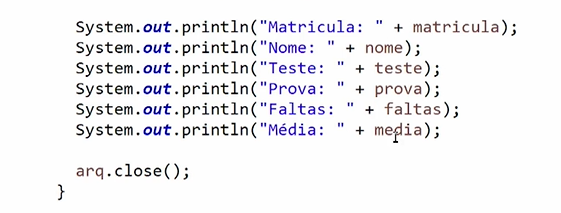 System.out.println("Matricula: " + matricula);
System.out.println("Nome: " + nome);
System.out.println("Teste: " + teste);
System.out.println("Prova: " + prova);
System.out.println("Faltas: " + faltas);
System.out.println("Média: " + media);
arq.close();
}